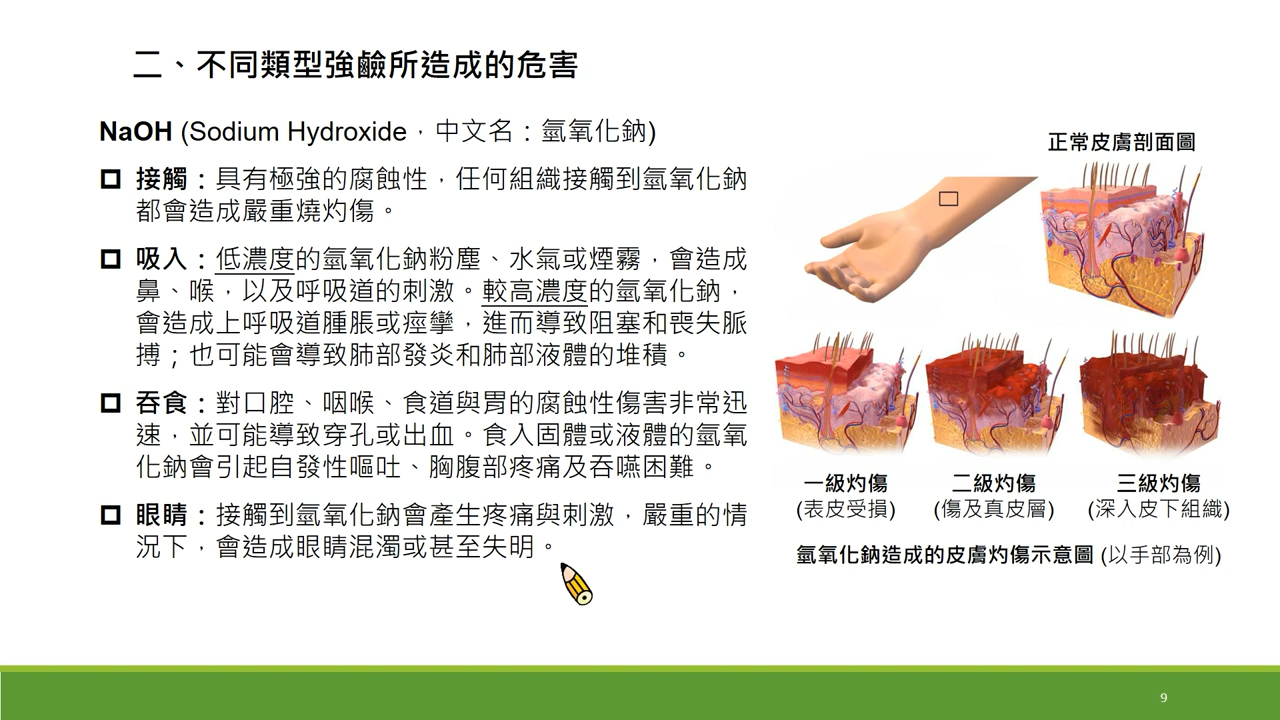 二、不同類型強鹼所造成的危害
NaOH (Sodium Hydroxide，中文名：氫氧化鈉)
接觸：具有極強的腐蝕性，任何組織接觸到氫氧化鈉
都會造成嚴重燒灼傷。
吸入：低濃度的氫氧化鈉粉塵、水氣或煙霧，會造成
鼻、喉，以及呼吸道的刺激。較高濃度的氫氧化鈉，
會造成上呼吸道腫脹或痙攣，進而導致阻塞和喪失脈
搏；也可能會導致肺部發炎和肺部液體的堆積。
吞食：對口腔、咽喉、食道與胃的腐蝕性傷害非常迅
速，並可能導致穿孔或出血。食入固體或液體的氫氧
化鈉會引起自發性嘔吐、胸腹部疼痛及吞嚥困難。
眼睛：接觸到氫氧化鈉會產生疼痛與刺激，嚴重的情
況下，會造成眼睛混濁或甚至失明。
正常皮膚剖面圖
一級灼傷
(表皮受損)
二級灼傷
(傷及真皮層)
三級灼傷
(深入皮下組織)
氫氧化鈉造成的皮膚灼傷示意圖 (以手部為例)
9